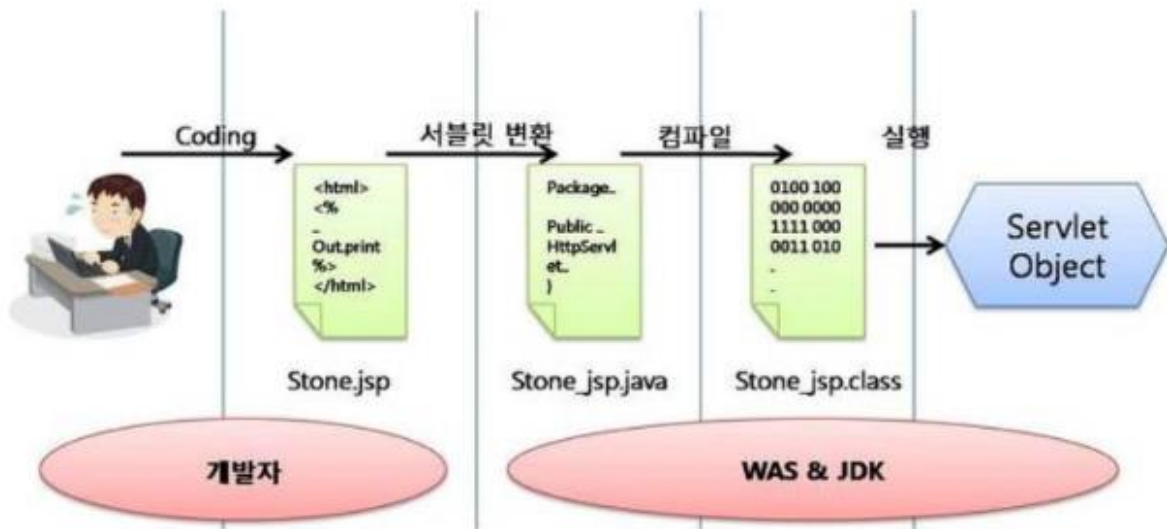 Coding
서블릿 변환
컴파일
실행
<html>
<%
..
Out.print
%>
</html>
Package..
Public ..
HttpServl
et..
}
0100 100
000 0000
1111 000
0011 010
.
.
Servlet
Object
Stone.jsp
Stone_jsp.java
Stone_jsp.class
개발자
WAS & JDK